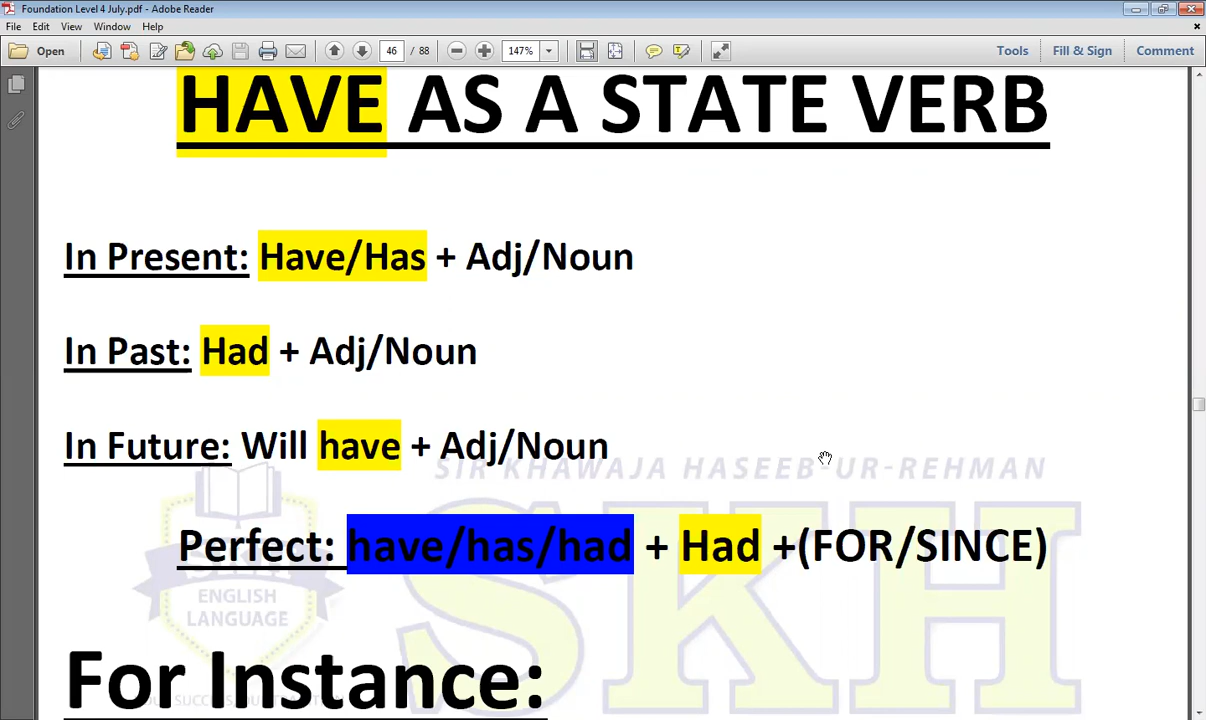 Foundation Level 4 July.pdf - Adobe Reader
File Edit View Window Help
Open 46 / 88 147% Tools Fill & Sign Comment
HAVE AS A STATE VERB
In Present: Have/Has + Adj/Noun
In Past: Had + Adj/Noun
In Future: Will have + Adj/Noun
SIR KHAWAJA HASEEB-UR-REHMAN
Perfect: have/has/had + Had +(FOR/SINCE)
SKH
ENGLISH
LANGUAGE
For Instance: